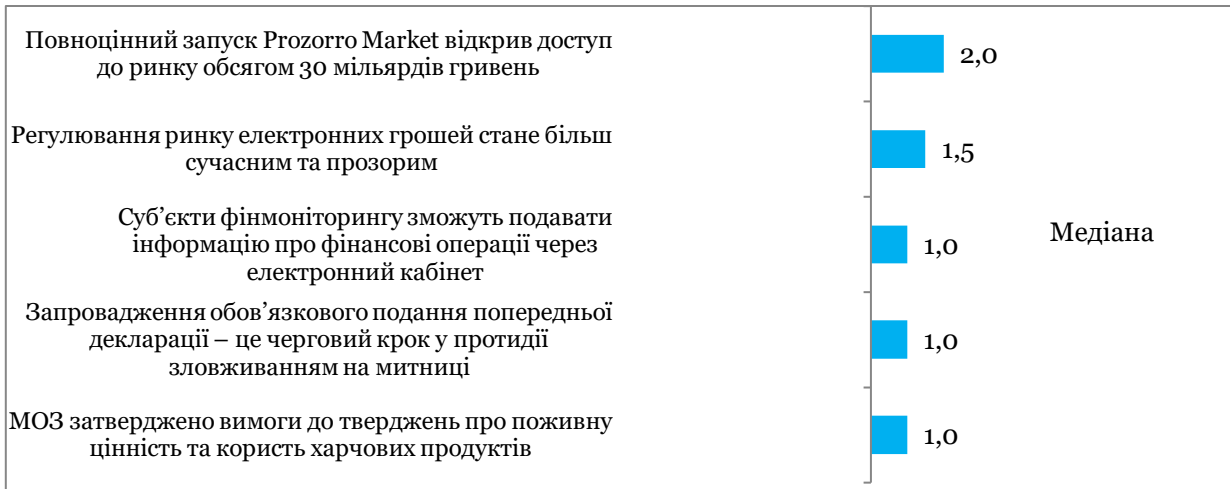 Повноцінний запуск Prozorro Market відкрив доступ
до ринку обсягом 30 мільярдів гривень
2,0
Регулювання ринку електронних грошей стане більш
сучасним та прозорим
1,5
Суб’єкти фінмоніторингу зможуть подавати
інформацію про фінансові операції через
електронний кабінет
1,0
Медіана
Запровадження обов’язкового подання попередньої
декларації – це черговий крок у протидії
зловживанням на митниці
1,0
МОЗ затверджено вимоги до тверджень про поживну
цінність та користь харчових продуктів
1,0